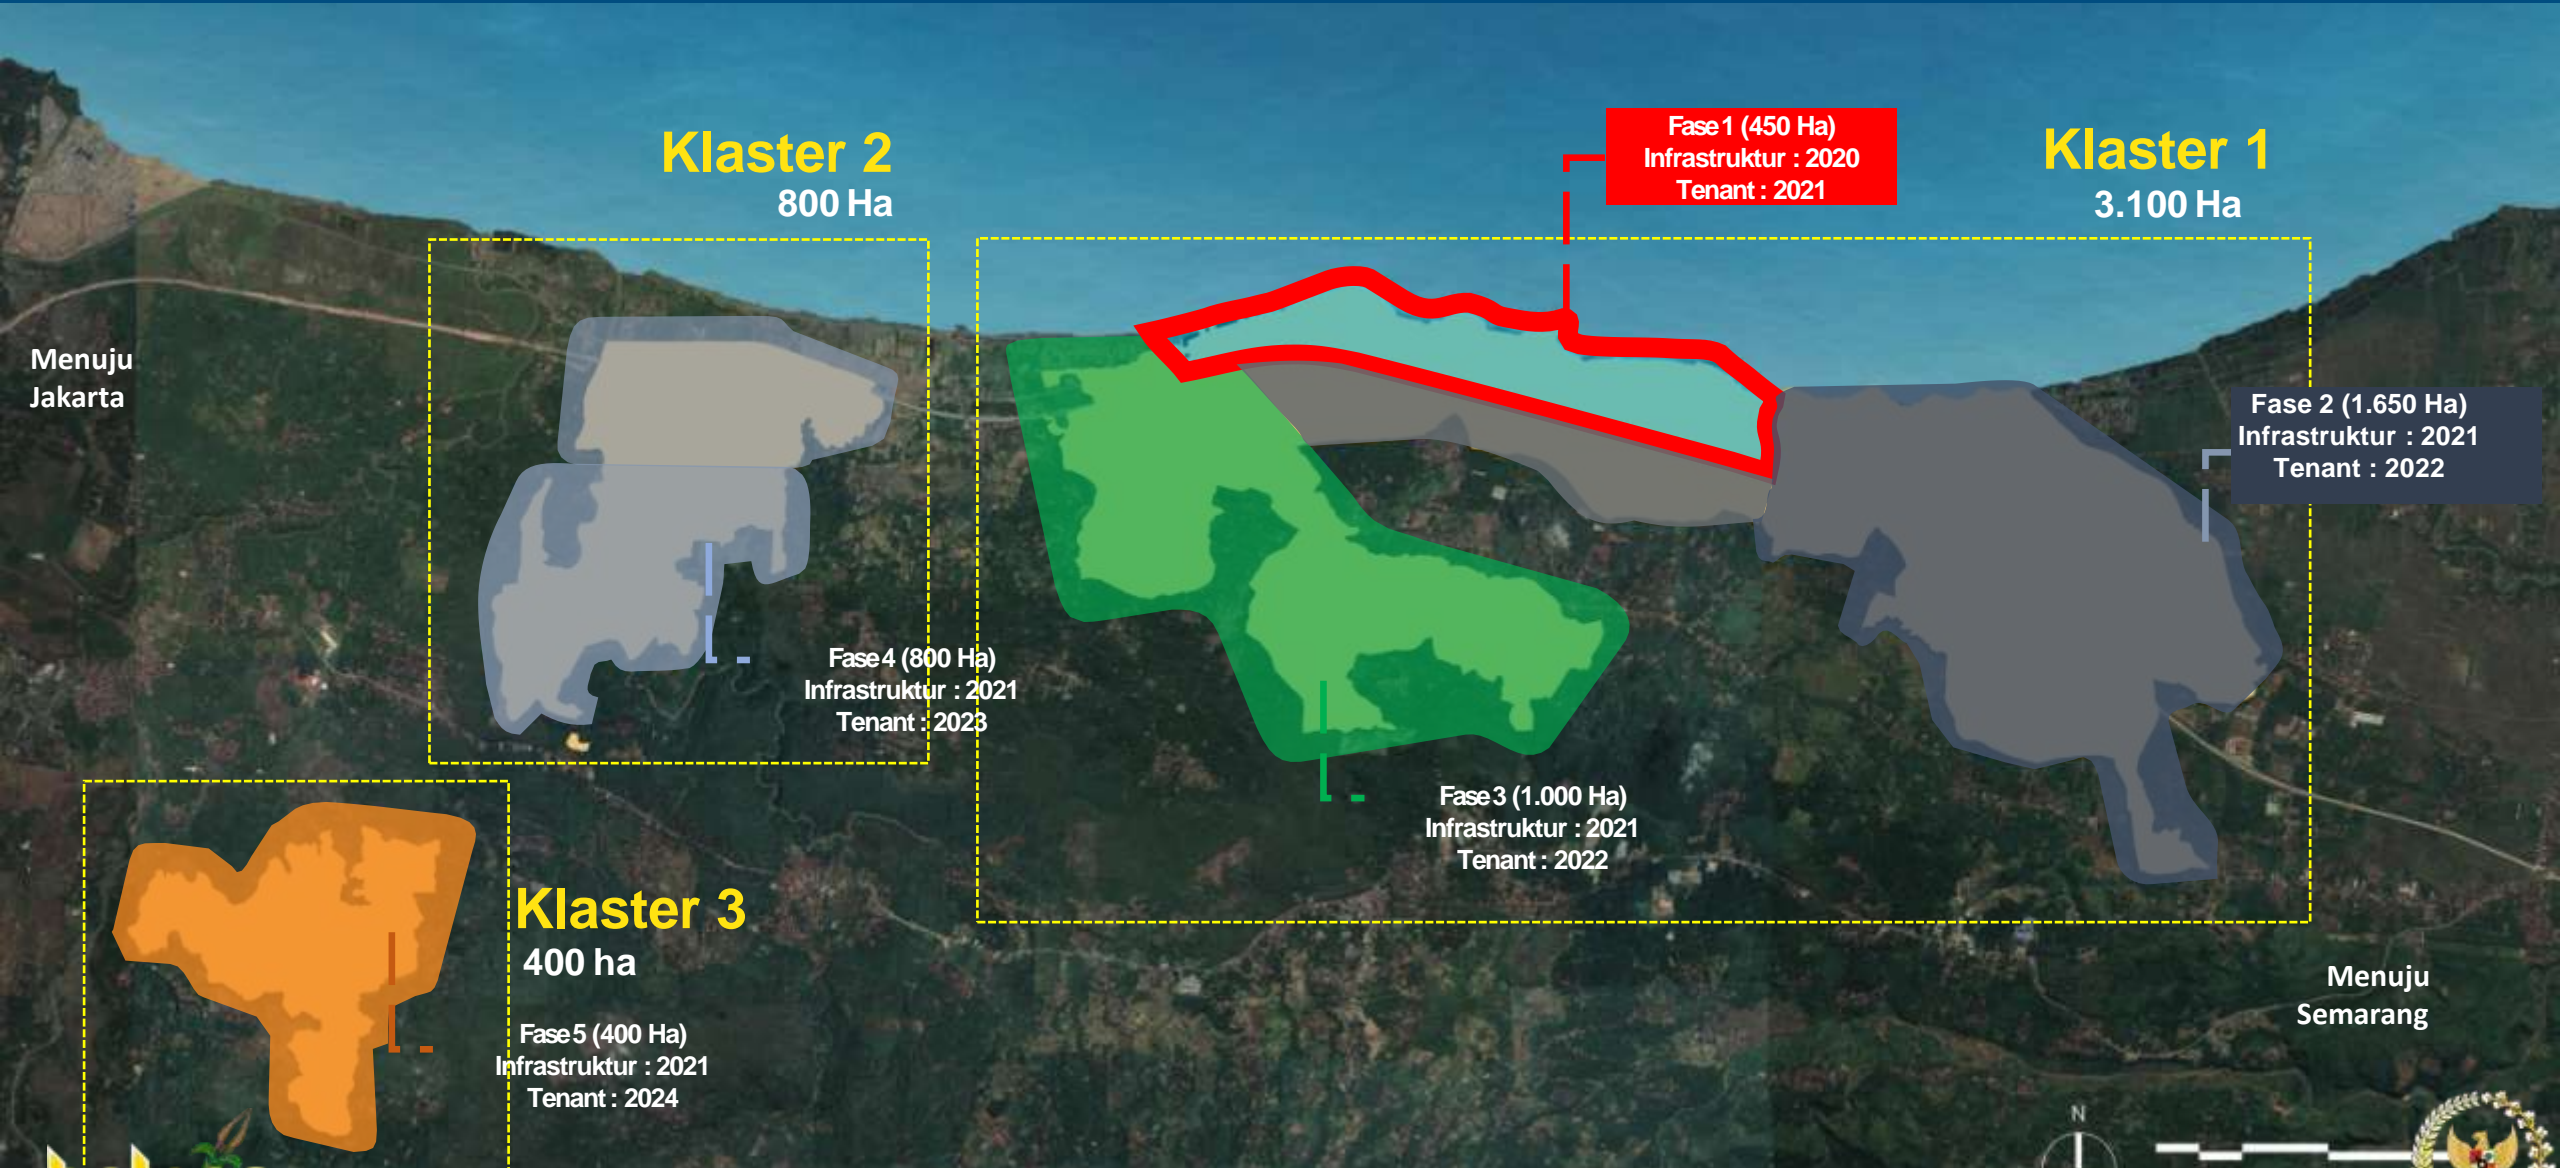 Klaster 2
800 Ha
Fase 1 (450 Ha)
Infrastruktur : 2020
Tenant : 2021
Klaster 1
3.100 Ha
Menuju
Jakarta
Fase 2 (1.650 Ha)
Infrastruktur : 2021
Tenant : 2022
Fase 4 (800 Ha)
Infrastruktur : 2021
Tenant : 2023
Fase 3 (1.000 Ha)
Infrastruktur : 2021
Tenant : 2022
Klaster 3
400 ha
Fase 5 (400 Ha)
Infrastruktur : 2021
Tenant : 2024
Menuju
Semarang
N